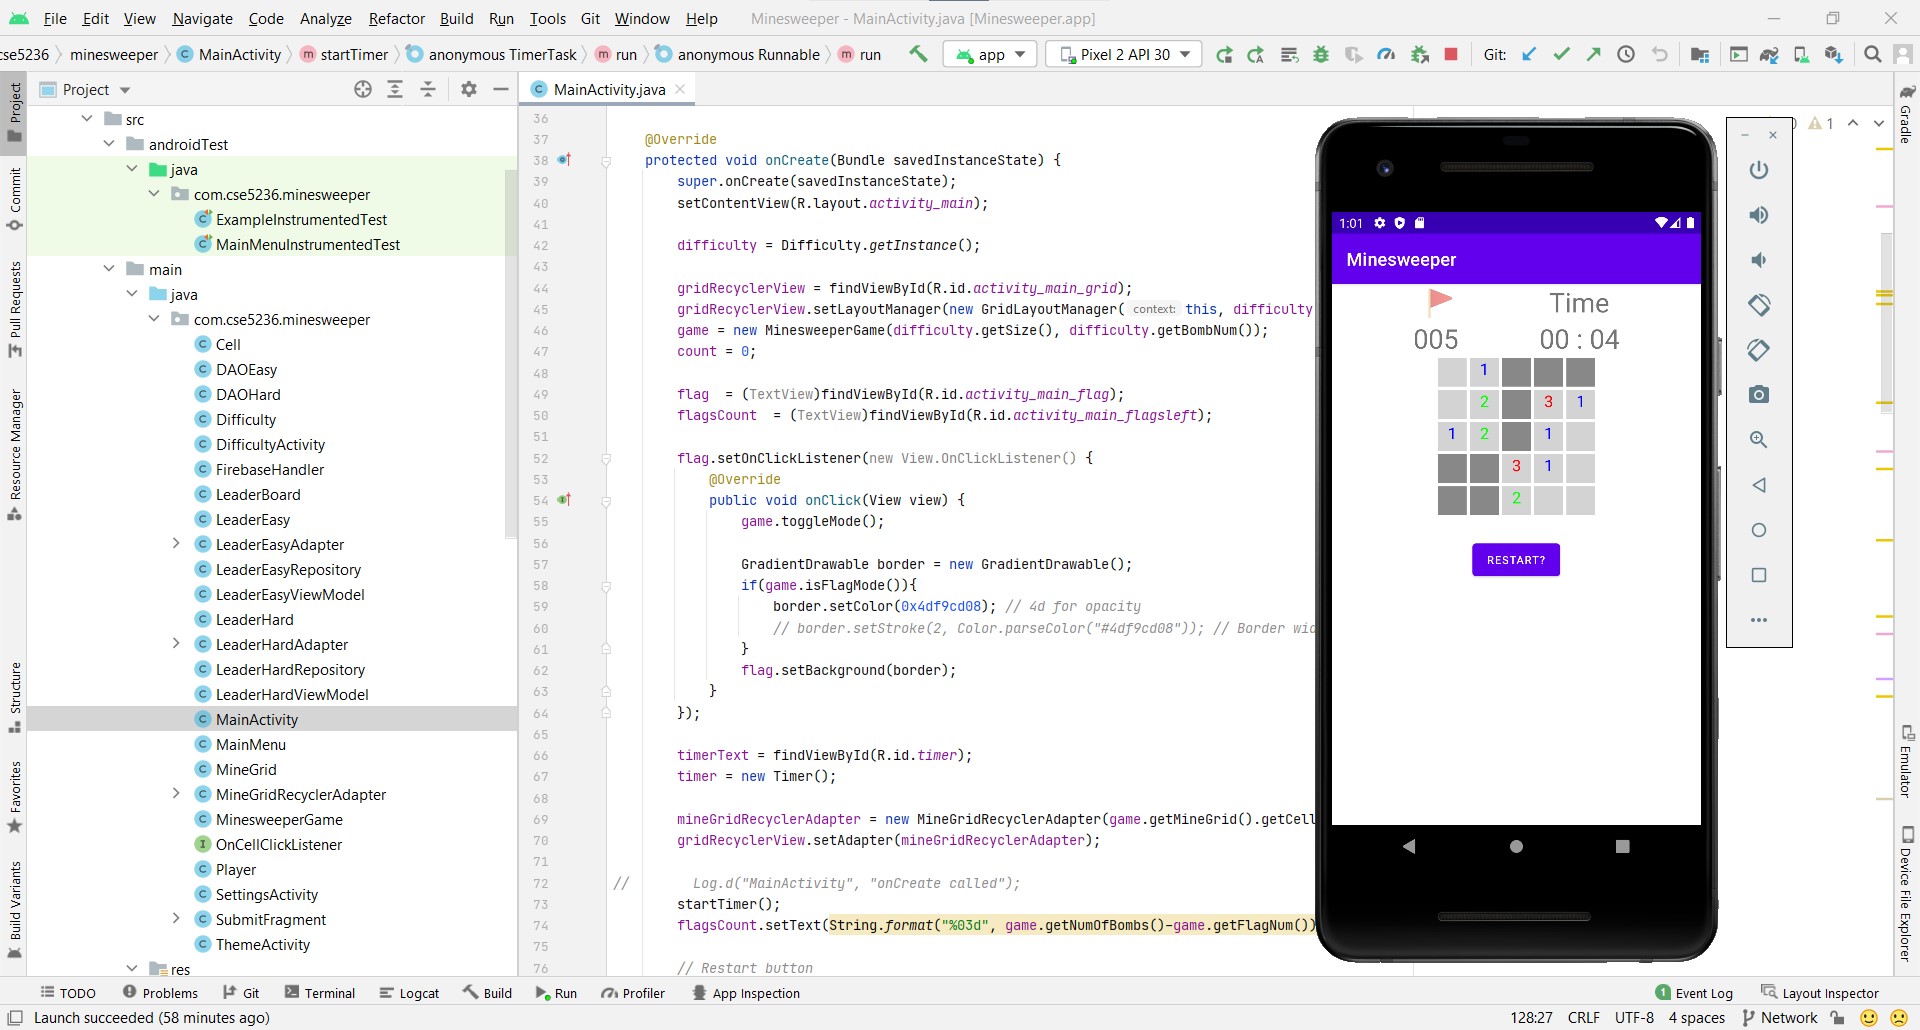 File Edit View Navigate Code Analyze Refactor Build Run Tools Git Window Help Minesweeper - MainActivity.java [Minesweeper.app]
cse5236 minesweeper MainActivity startTimer anonymous TimerTask run anonymous Runnable run app Pixel 2 API 30 Git:
Project
MainActivity.java
src
androidTest
java
com.cse5236.minesweeper
ExampleInstrumentedTest
MainMenuInstrumentedTest
main
java
com.cse5236.minesweeper
Cell
DAOEasy
DAOHard
Difficulty
DifficultyActivity
FirebaseHandler
LeaderBoard
LeaderEasy
LeaderEasyAdapter
LeaderEasyRepository
LeaderEasyViewModel
LeaderHard
LeaderHardAdapter
LeaderHardRepository
LeaderHardViewModel
MainActivity
MainMenu
MineGrid
MineGridRecyclerAdapter
MinesweeperGame
OnCellClickListener
Player
SettingsActivity
SubmitFragment
ThemeActivity
res
Project
Commit
Pull Requests
Resource Manager
Structure
Favorites
Build Variants
36
37 @Override
38 protected void onCreate(Bundle savedInstanceState) {
39 super.onCreate(savedInstanceState);
40 setContentView(R.layout.activity_main);
41
42 difficulty = Difficulty.getInstance();
43
44 gridRecyclerView = findViewById(R.id.activity_main_grid);
45 gridRecyclerView.setLayoutManager(new GridLayoutManager( context: this, difficulty
46 game = new MinesweeperGame(difficulty.getSize(), difficulty.getBombNum());
47 count = 0;
48
49 flag = (TextView)findViewById(R.id.activity_main_flag);
50 flagsCount = (TextView)findViewById(R.id.activity_main_flagsleft);
51
52 flag.setOnClickListener(new View.OnClickListener() {
53 @Override
54 public void onClick(View view) {
55 game.toggleMode();
56
57 GradientDrawable border = new GradientDrawable();
58 if(game.isFlagMode()){
59 border.setColor(0x4df9cd08); // 4d for opacity
60 // border.setStroke(2, Color.parseColor("#4df9cd08")); // Border wid
61 }
62 flag.setBackground(border);
63 }
64 });
65
66 timerText = findViewById(R.id.timer);
67 timer = new Timer();
68
69 mineGridRecyclerAdapter = new MineGridRecyclerAdapter(game.getMineGrid().getCell
70 gridRecyclerView.setAdapter(mineGridRecyclerAdapter);
71
72 // Log.d("MainActivity", "onCreate called");
73 startTimer();
74 flagsCount.setText(String.format("%03d", game.getNumOfBombs()-game.getFlagNum())
75
76 // Restart button
1:01
Minesweeper
Time
005 00 : 04
1
2 3 1
1 2 1
3 1
2
RESTART?
1
Gradle
Emulator
Device File Explorer
TODO Problems Git Terminal Logcat Build Run Profiler App Inspection 1 Event Log Layout Inspector
Launch succeeded (58 minutes ago) 128:27 CRLF UTF-8 4 spaces Network